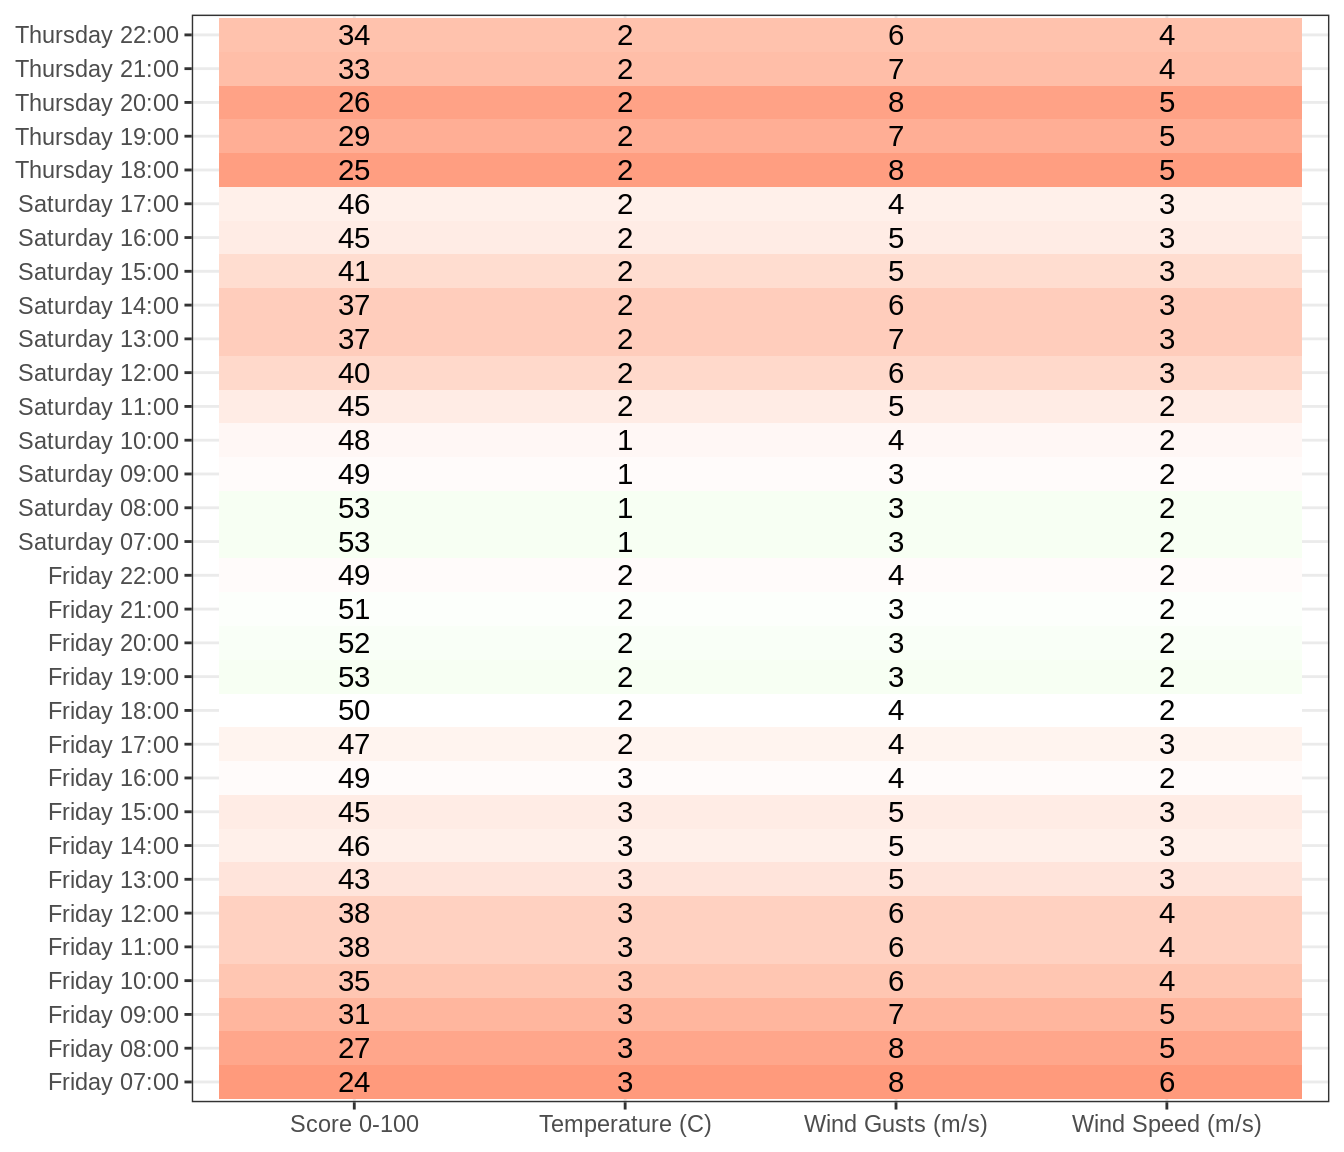 Thursday 22:00 34 2 6 4
Thursday 21:00 33 2 7 4
Thursday 20:00 26 2 8 5
Thursday 19:00 29 2 7 5
Thursday 18:00 25 2 8 5
Saturday 17:00 46 2 4 3
Saturday 16:00 45 2 5 3
Saturday 15:00 41 2 5 3
Saturday 14:00 37 2 6 3
Saturday 13:00 37 2 7 3
Saturday 12:00 40 2 6 3
Saturday 11:00 45 2 5 2
Saturday 10:00 48 1 4 2
Saturday 09:00 49 1 3 2
Saturday 08:00 53 1 3 2
Saturday 07:00 53 1 3 2
Friday 22:00 49 2 4 2
Friday 21:00 51 2 3 2
Friday 20:00 52 2 3 2
Friday 19:00 53 2 3 2
Friday 18:00 50 2 4 2
Friday 17:00 47 2 4 3
Friday 16:00 49 3 4 2
Friday 15:00 45 3 5 3
Friday 14:00 46 3 5 3
Friday 13:00 43 3 5 3
Friday 12:00 38 3 6 4
Friday 11:00 38 3 6 4
Friday 10:00 35 3 6 4
Friday 09:00 31 3 7 5
Friday 08:00 27 3 8 5
Friday 07:00 24 3 8 6
Score 0-100 Temperature (C) Wind Gusts (m/s) Wind Speed (m/s)